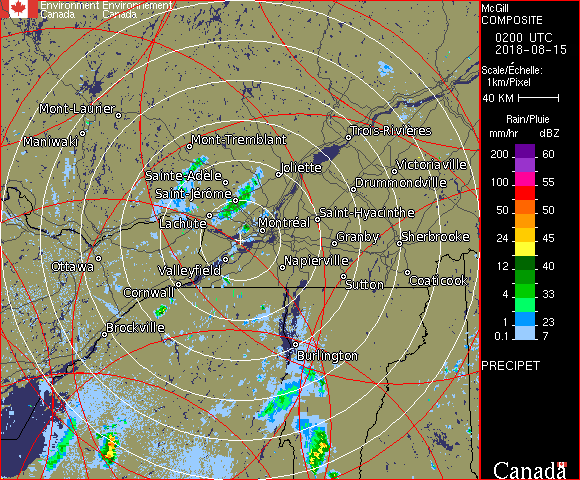 Environment Environnement
Canada Canada
McGill
COMPOSITE
0200 UTC
2018-08-15
Scale/Échelle:
1km/Pixel
40 KM
Rain/Pluie
mm/hr dBZ
200 60
100 55
50 50
24 45
12 40
4 33
1 23
0.1 7
PRECIPET
Canada
Mont-Laurier
Maniwaki
Mont-Tremblant
Trois-Rivières
Joliette
Victoriaville
Sainte-Adèle
Drummondville
Saint-Jérôme
Saint-Hyacinthe
Lachute
Montréal
Granby
Sherbrooke
Ottawa
Valleyfield
Napierville
Coaticook
Sutton
Cornwall
Brockville
Burlington